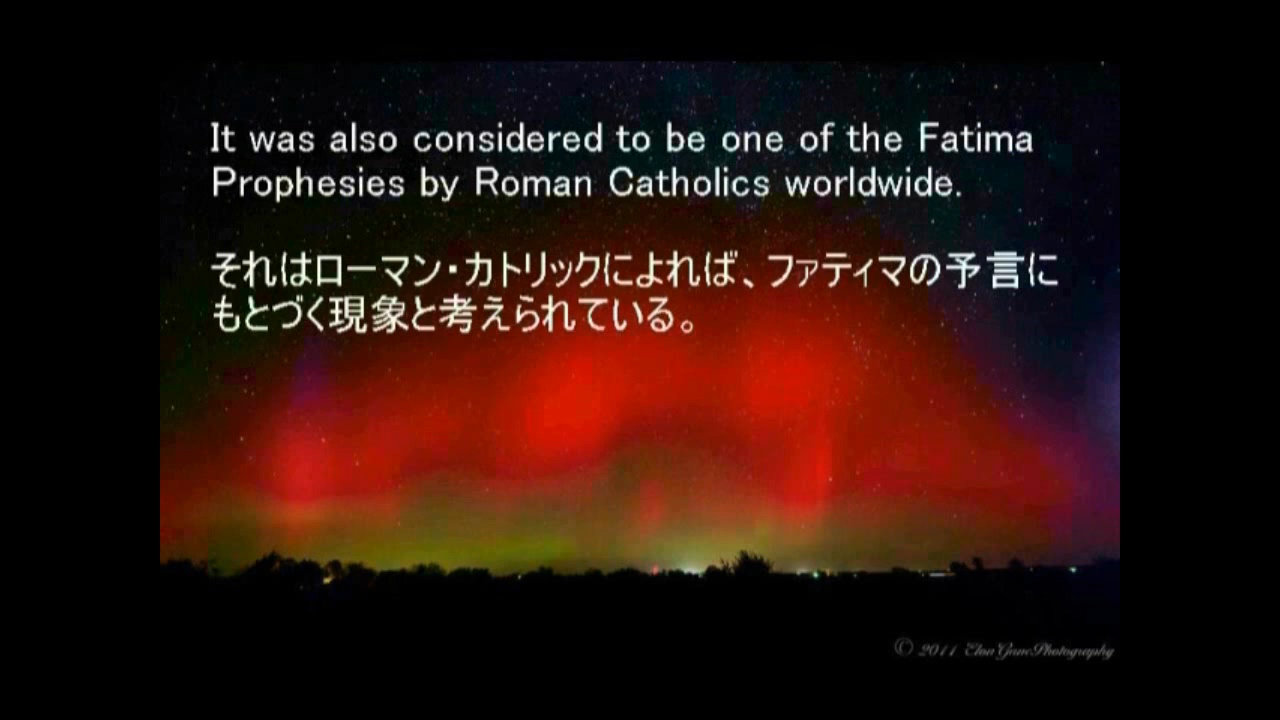 It was also considered to be one of the Fatima
Prophesies by Roman Catholics worldwide.
それはローマン・カトリックによれば、ファティマの予言に
もとづく現象と考えられている。
© 2011